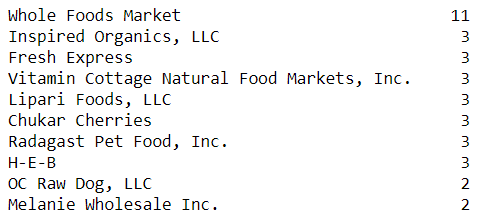 Whole Foods Market 11
Inspired Organics, LLC 3
Fresh Express 3
Vitamin Cottage Natural Food Markets, Inc. 3
Lipari Foods, LLC 3
Chukar Cherries 3
Radagast Pet Food, Inc. 3
H-E-B 3
OC Raw Dog, LLC 2
Melanie Wholesale Inc. 2